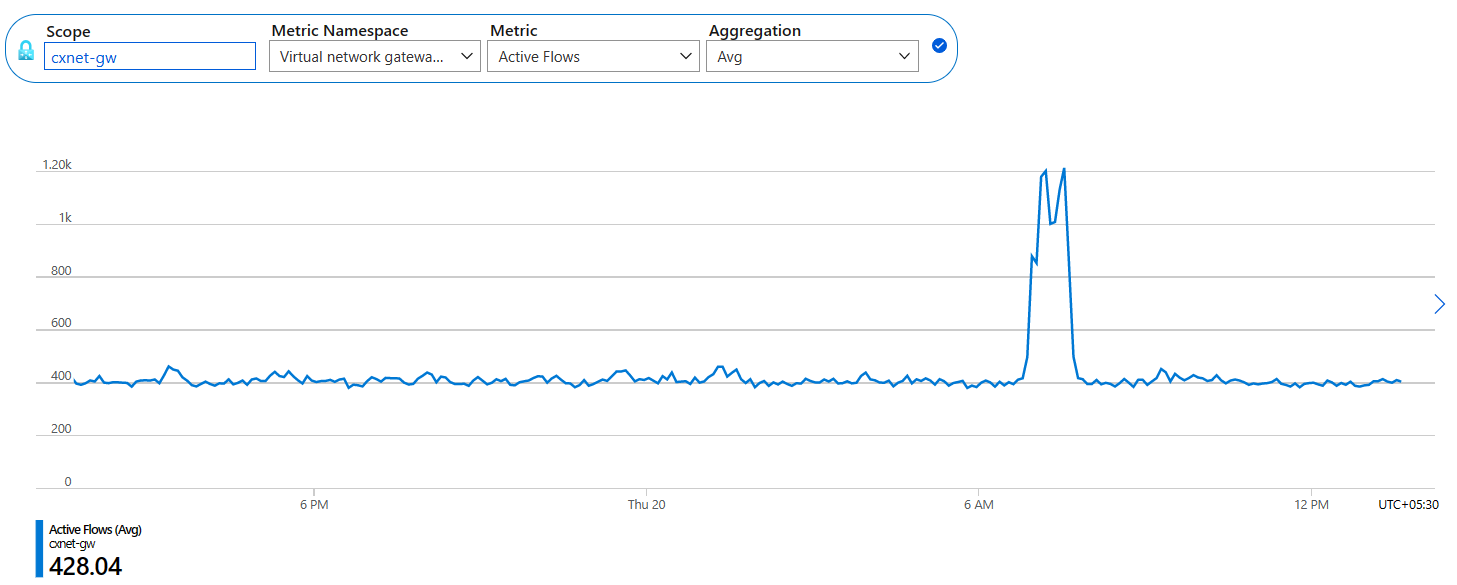 Scope Metric Namespace Metric Aggregation
cxnet-gw Virtual network gatewa... Active Flows Avg
1.20k
1k
800
600
400
200
0
6 PM Thu 20 6 AM 12 PM UTC+05:30
Active Flows (Avg)
cxnet-gw
428.04